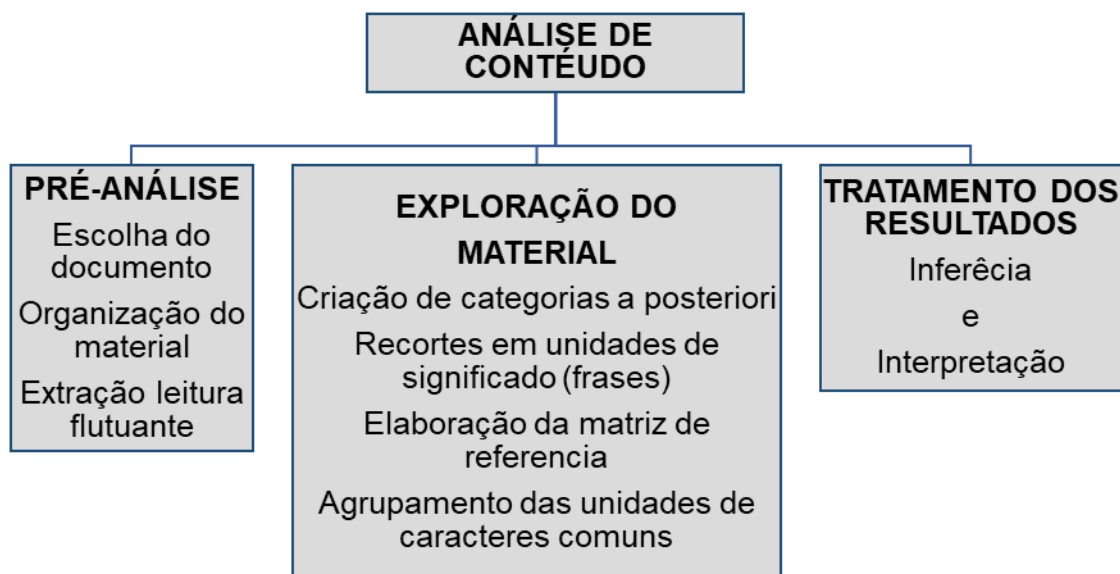 ANÁLISE DE
CONTÉUDO
PRÉ-ANÁLISE
Escolha do
documento
Organização do
material
Extração leitura
flutuante
EXPLORAÇÃO DO
MATERIAL
Criação de categorias a posteriori
Recortes em unidades de
significado (frases)
Elaboração da matriz de
referencia
Agrupamento das unidades de
caracteres comuns
TRATAMENTO DOS
RESULTADOS
Inferêcia
e
Interpretação